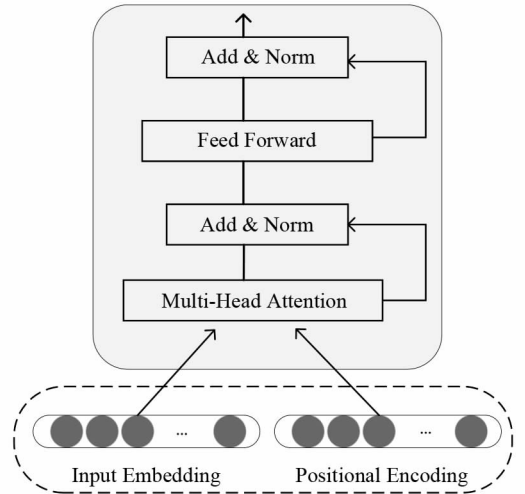 Add & Norm
Feed Forward
Add & Norm
Multi-Head Attention
... ...
Input Embedding Positional Encoding